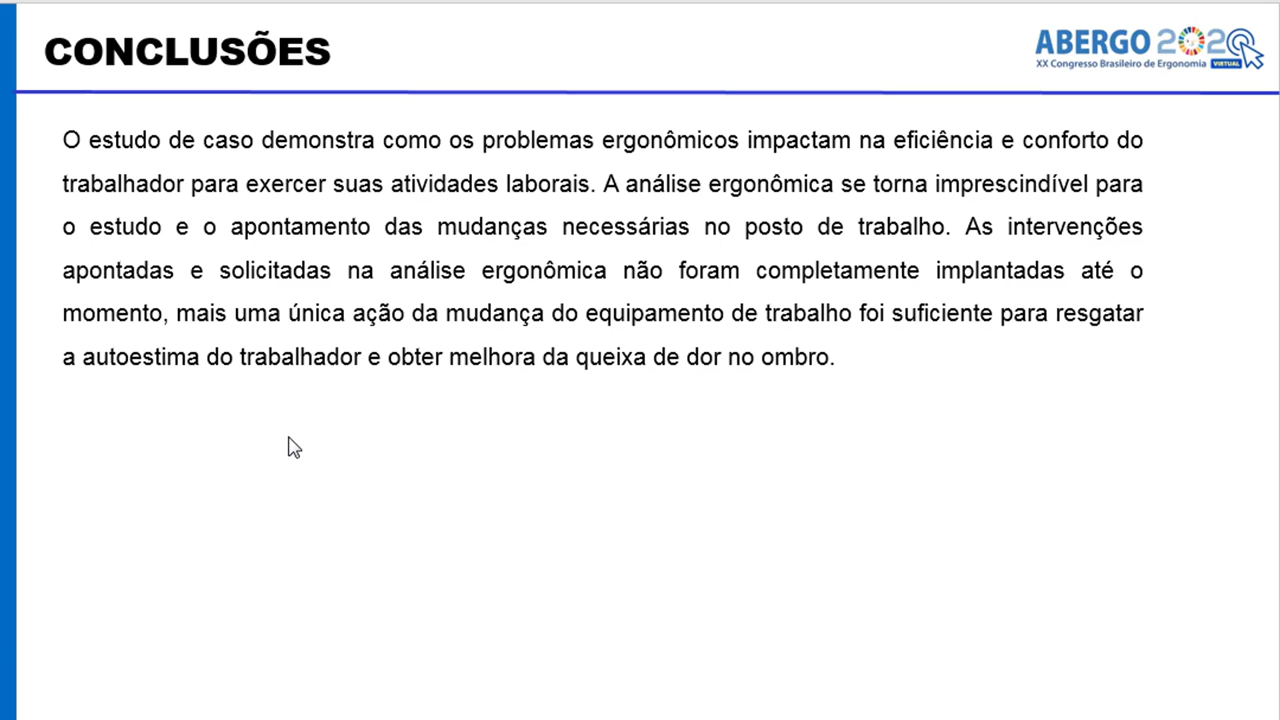 CONCLUSÕES
ABERGO 2020
XX Congresso Brasileiro de Ergonomia VIRTUAL
O estudo de caso demonstra como os problemas ergonômicos impactam na eficiência e conforto do
trabalhador para exercer suas atividades laborais. A análise ergonômica se torna imprescindível para
o estudo e o apontamento das mudanças necessárias no posto de trabalho. As intervenções
apontadas e solicitadas na análise ergonômica não foram completamente implantadas até o
momento, mais uma única ação da mudança do equipamento de trabalho foi suficiente para resgatar
a autoestima do trabalhador e obter melhora da queixa de dor no ombro.